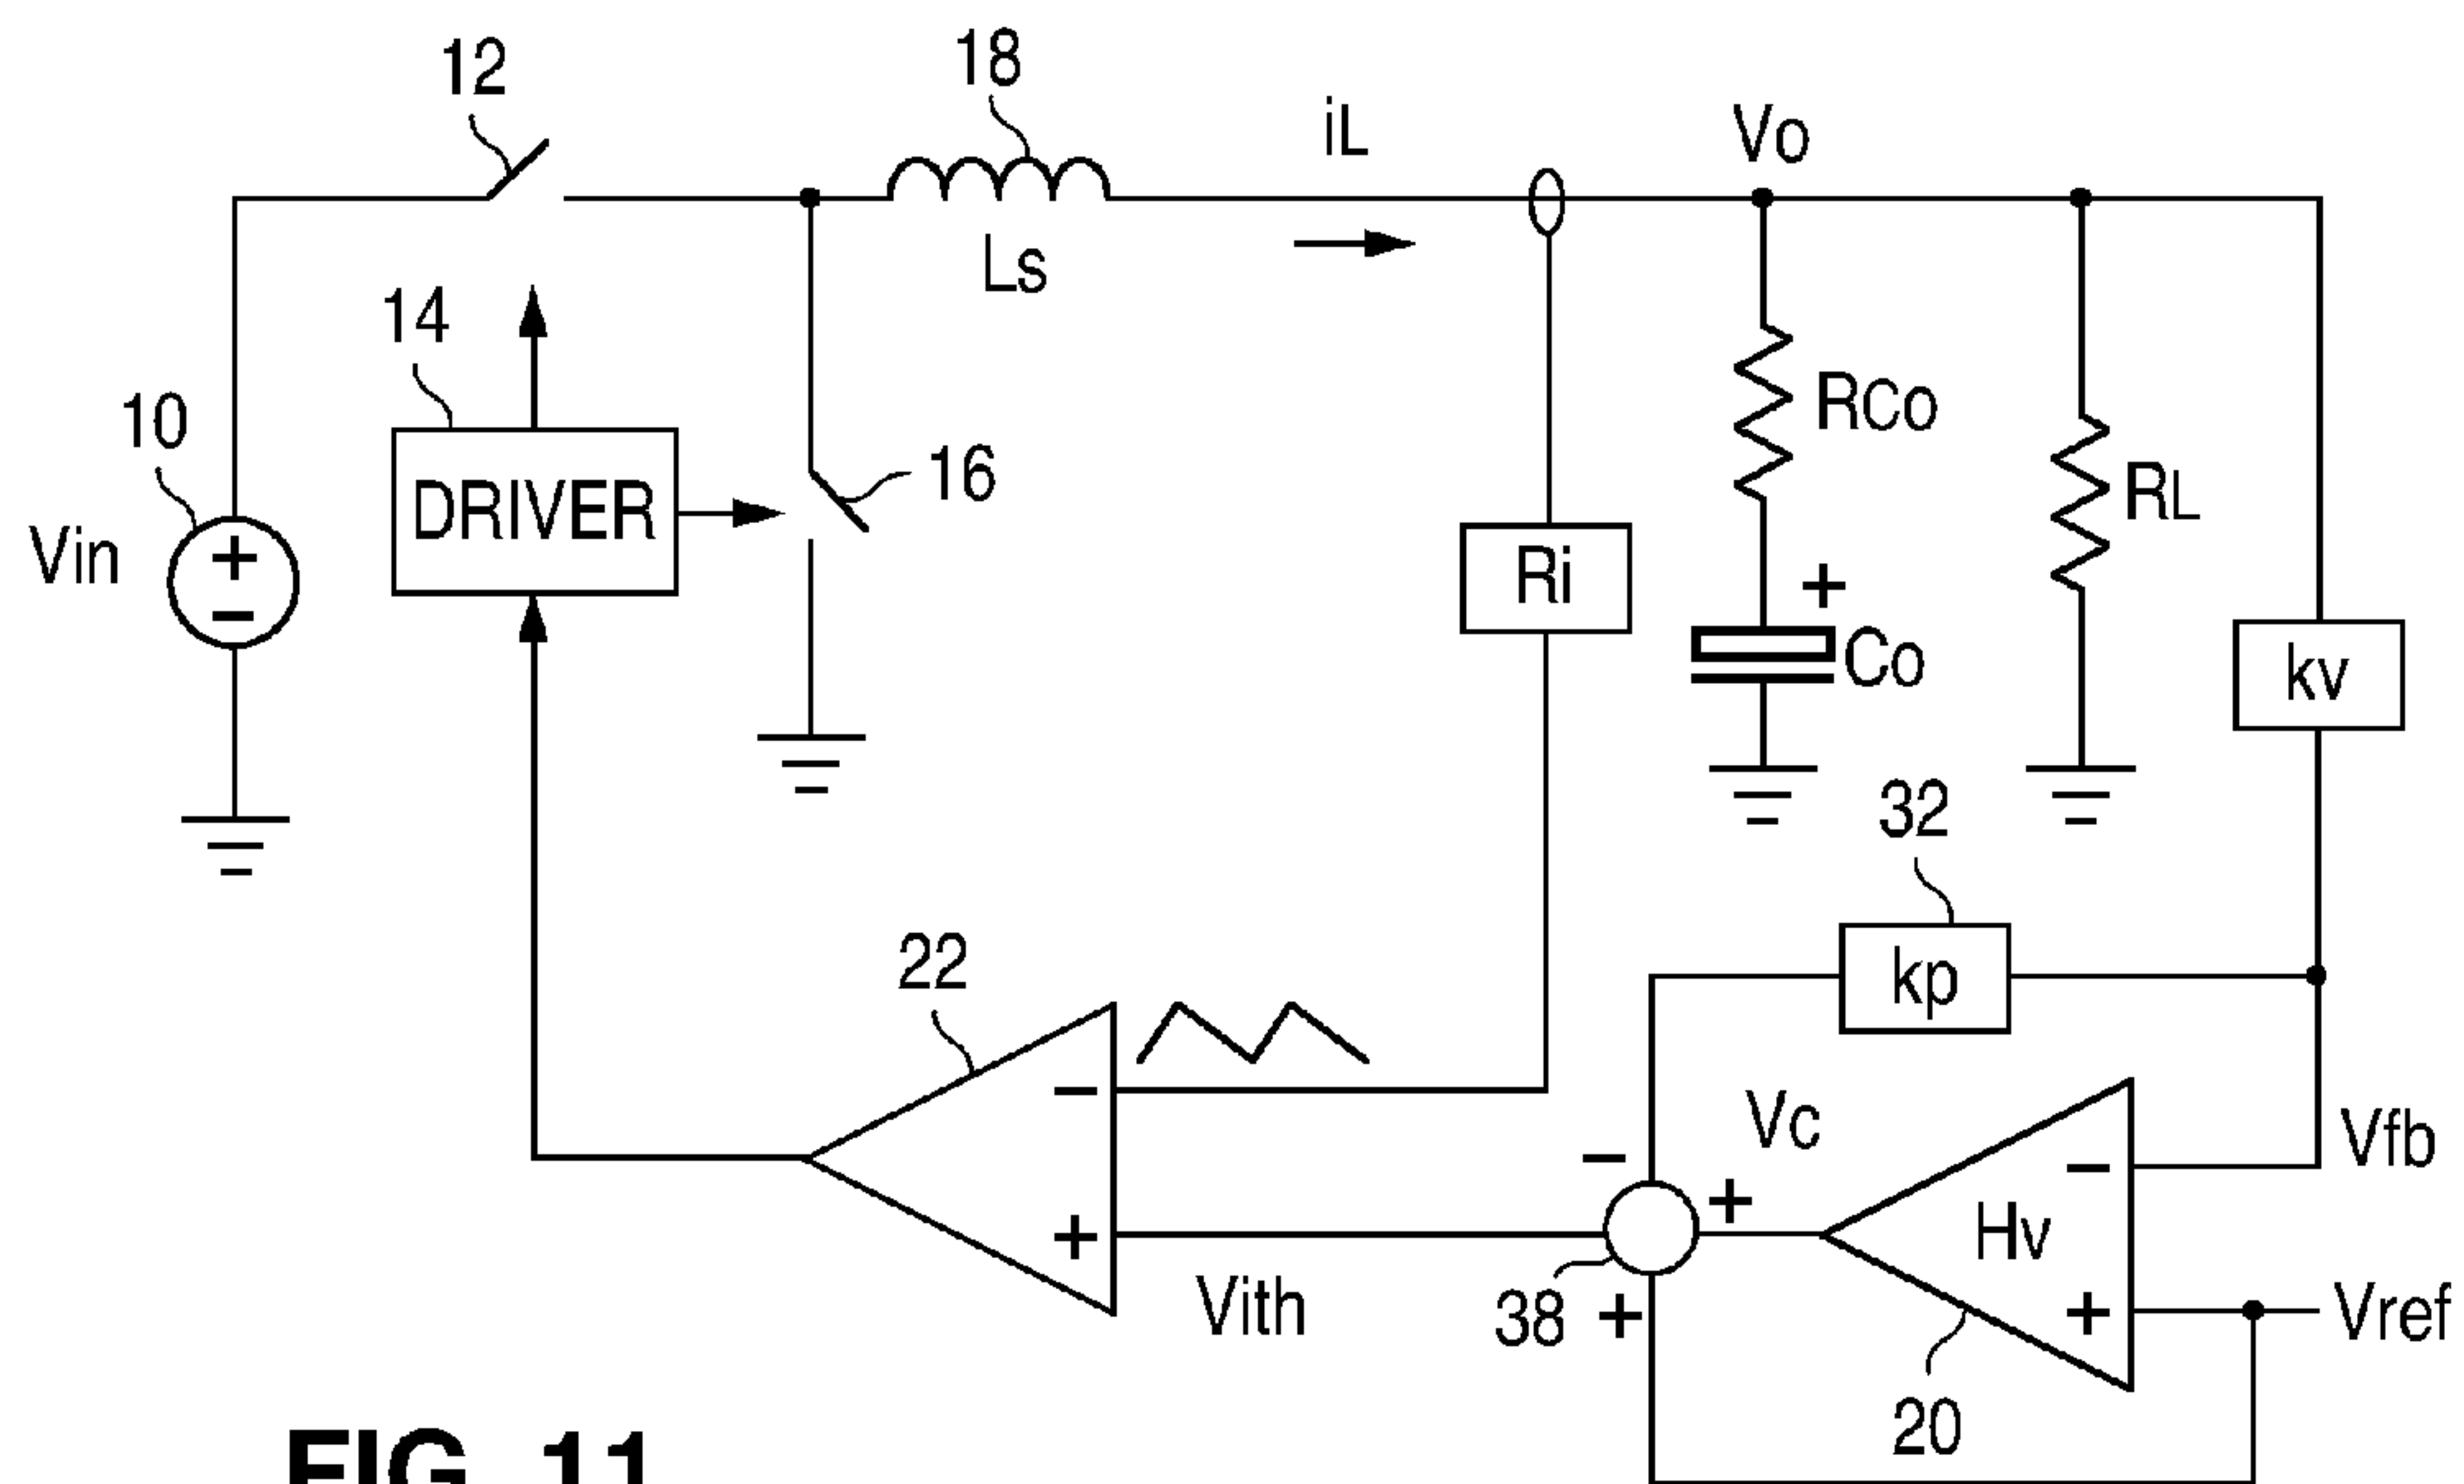 12
18
iL
Vo
Ls
14
10
RCo
DRIVER
16
RL
Vin
+
−
Ri
+
Co
kv
32
22
kp
Vc
−
−
+
−
Vfb
Hv
+
Vith
38
+
+
Vref
20
FIG. 11